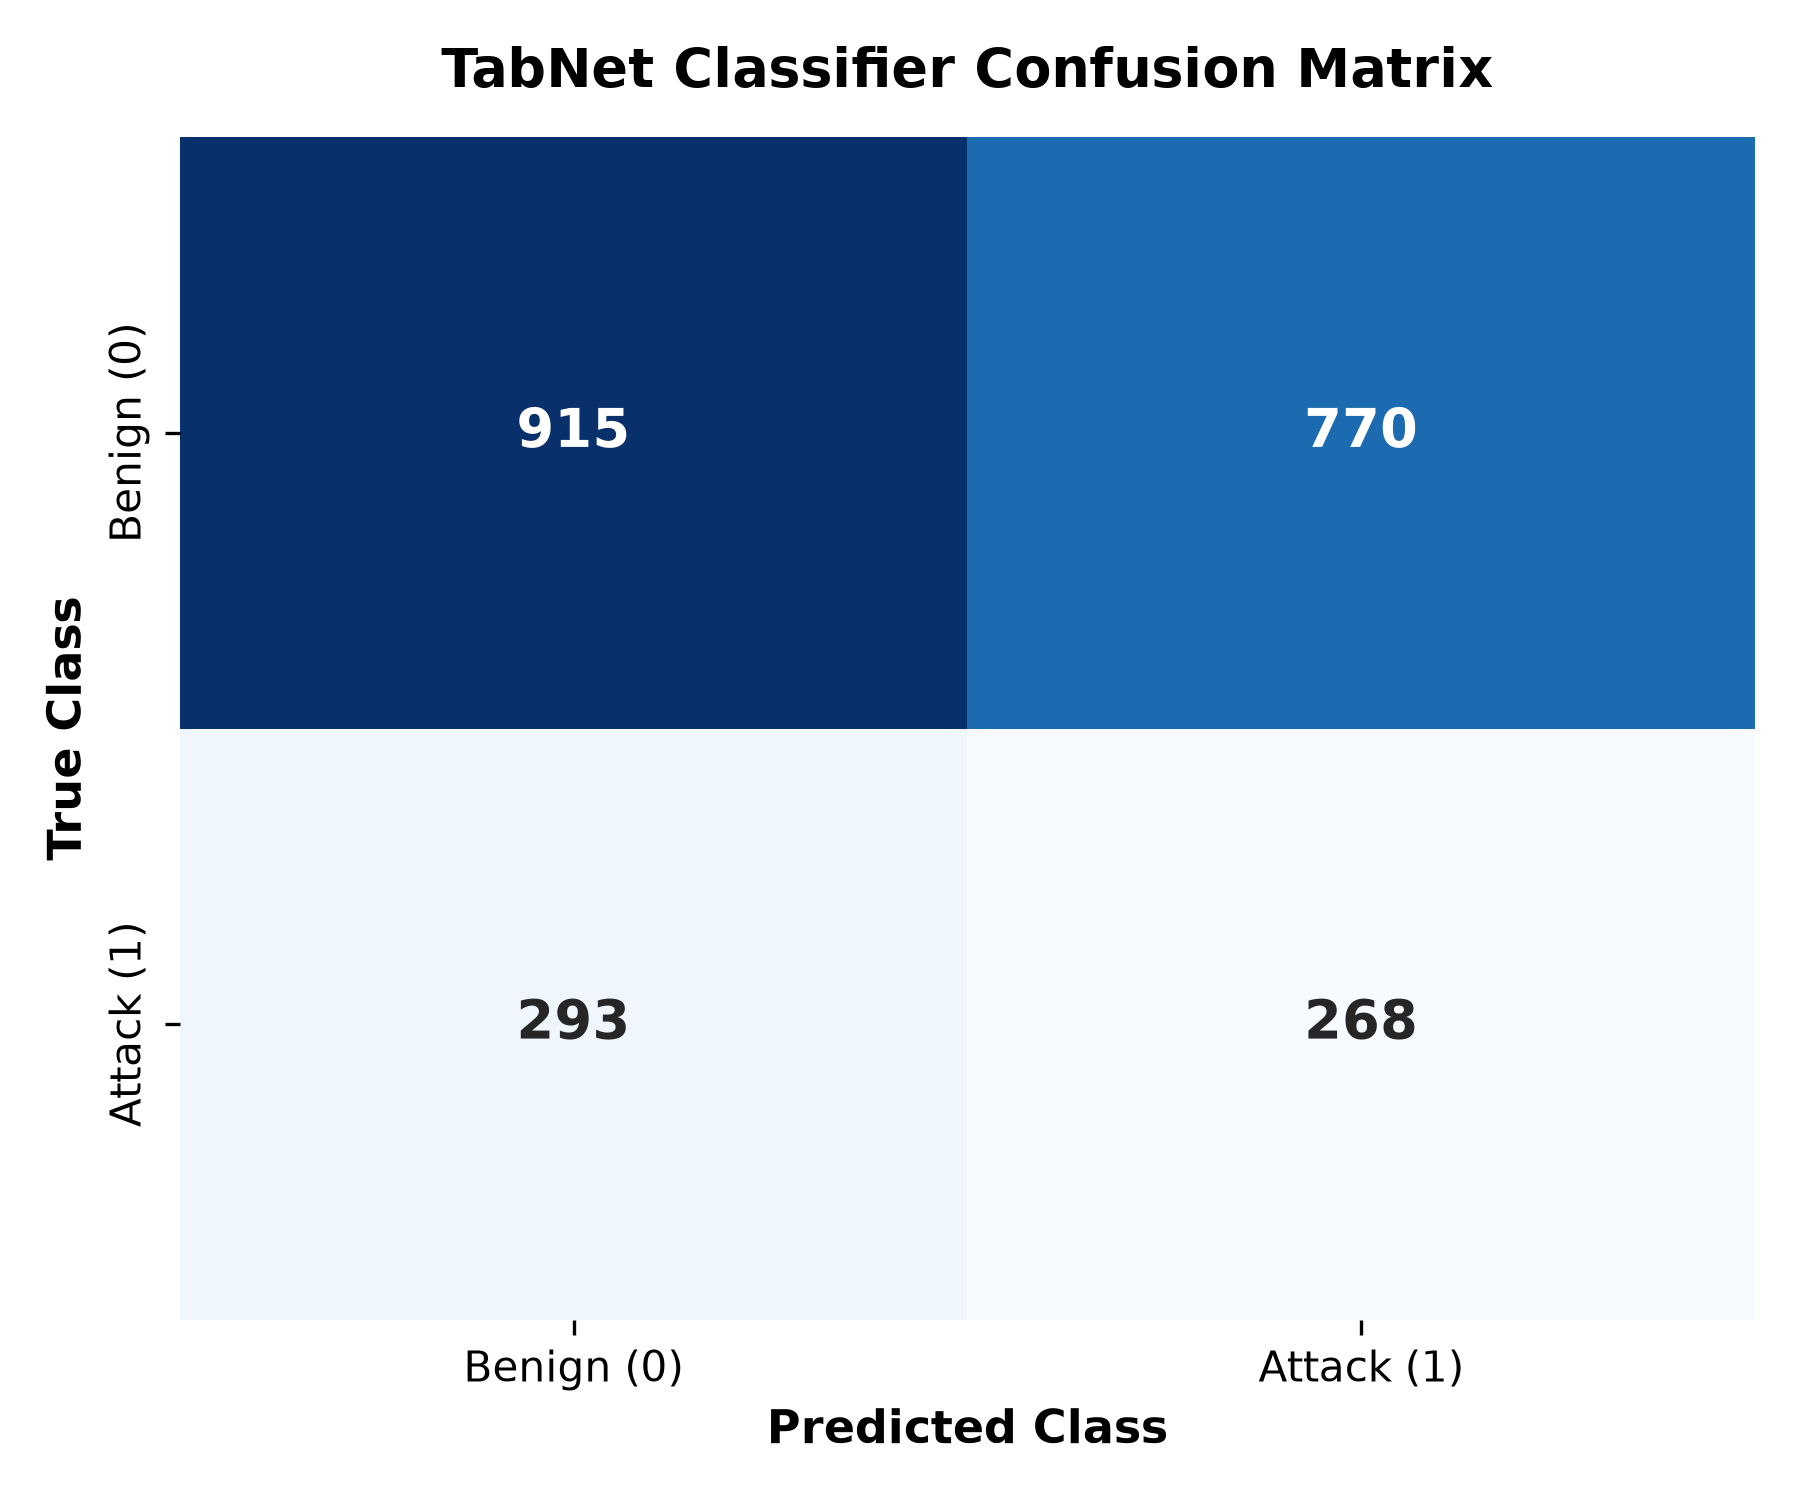 TabNet Classifier Confusion Matrix
True Class
Benign (0)
915
770
Attack (1)
293
268
Benign (0)
Attack (1)
Predicted Class